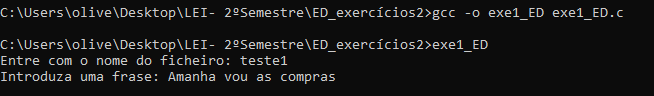 C:\Users\olive\Desktop\LEI- 2ºSemestre\ED_exercícios2>gcc -o exe1_ED exe1_ED.c
C:\Users\olive\Desktop\LEI- 2ºSemestre\ED_exercícios2>exe1_ED
Entre com o nome do ficheiro: teste1
Introduza uma frase: Amanha vou as compras